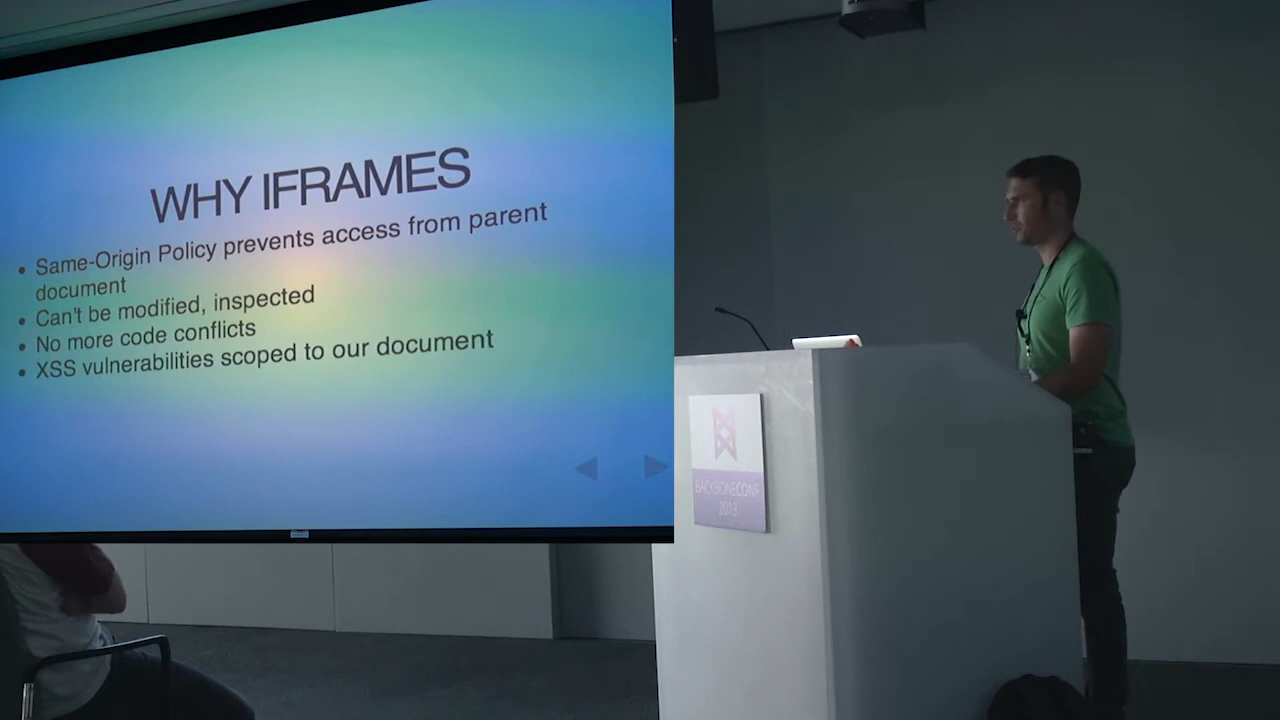 WHY IFRAMES
• Same-Origin Policy prevents access from parent
document
• Can't be modified, inspected
• No more code conflicts
• XSS vulnerabilities scoped to our document
BACKBONECONF
2013